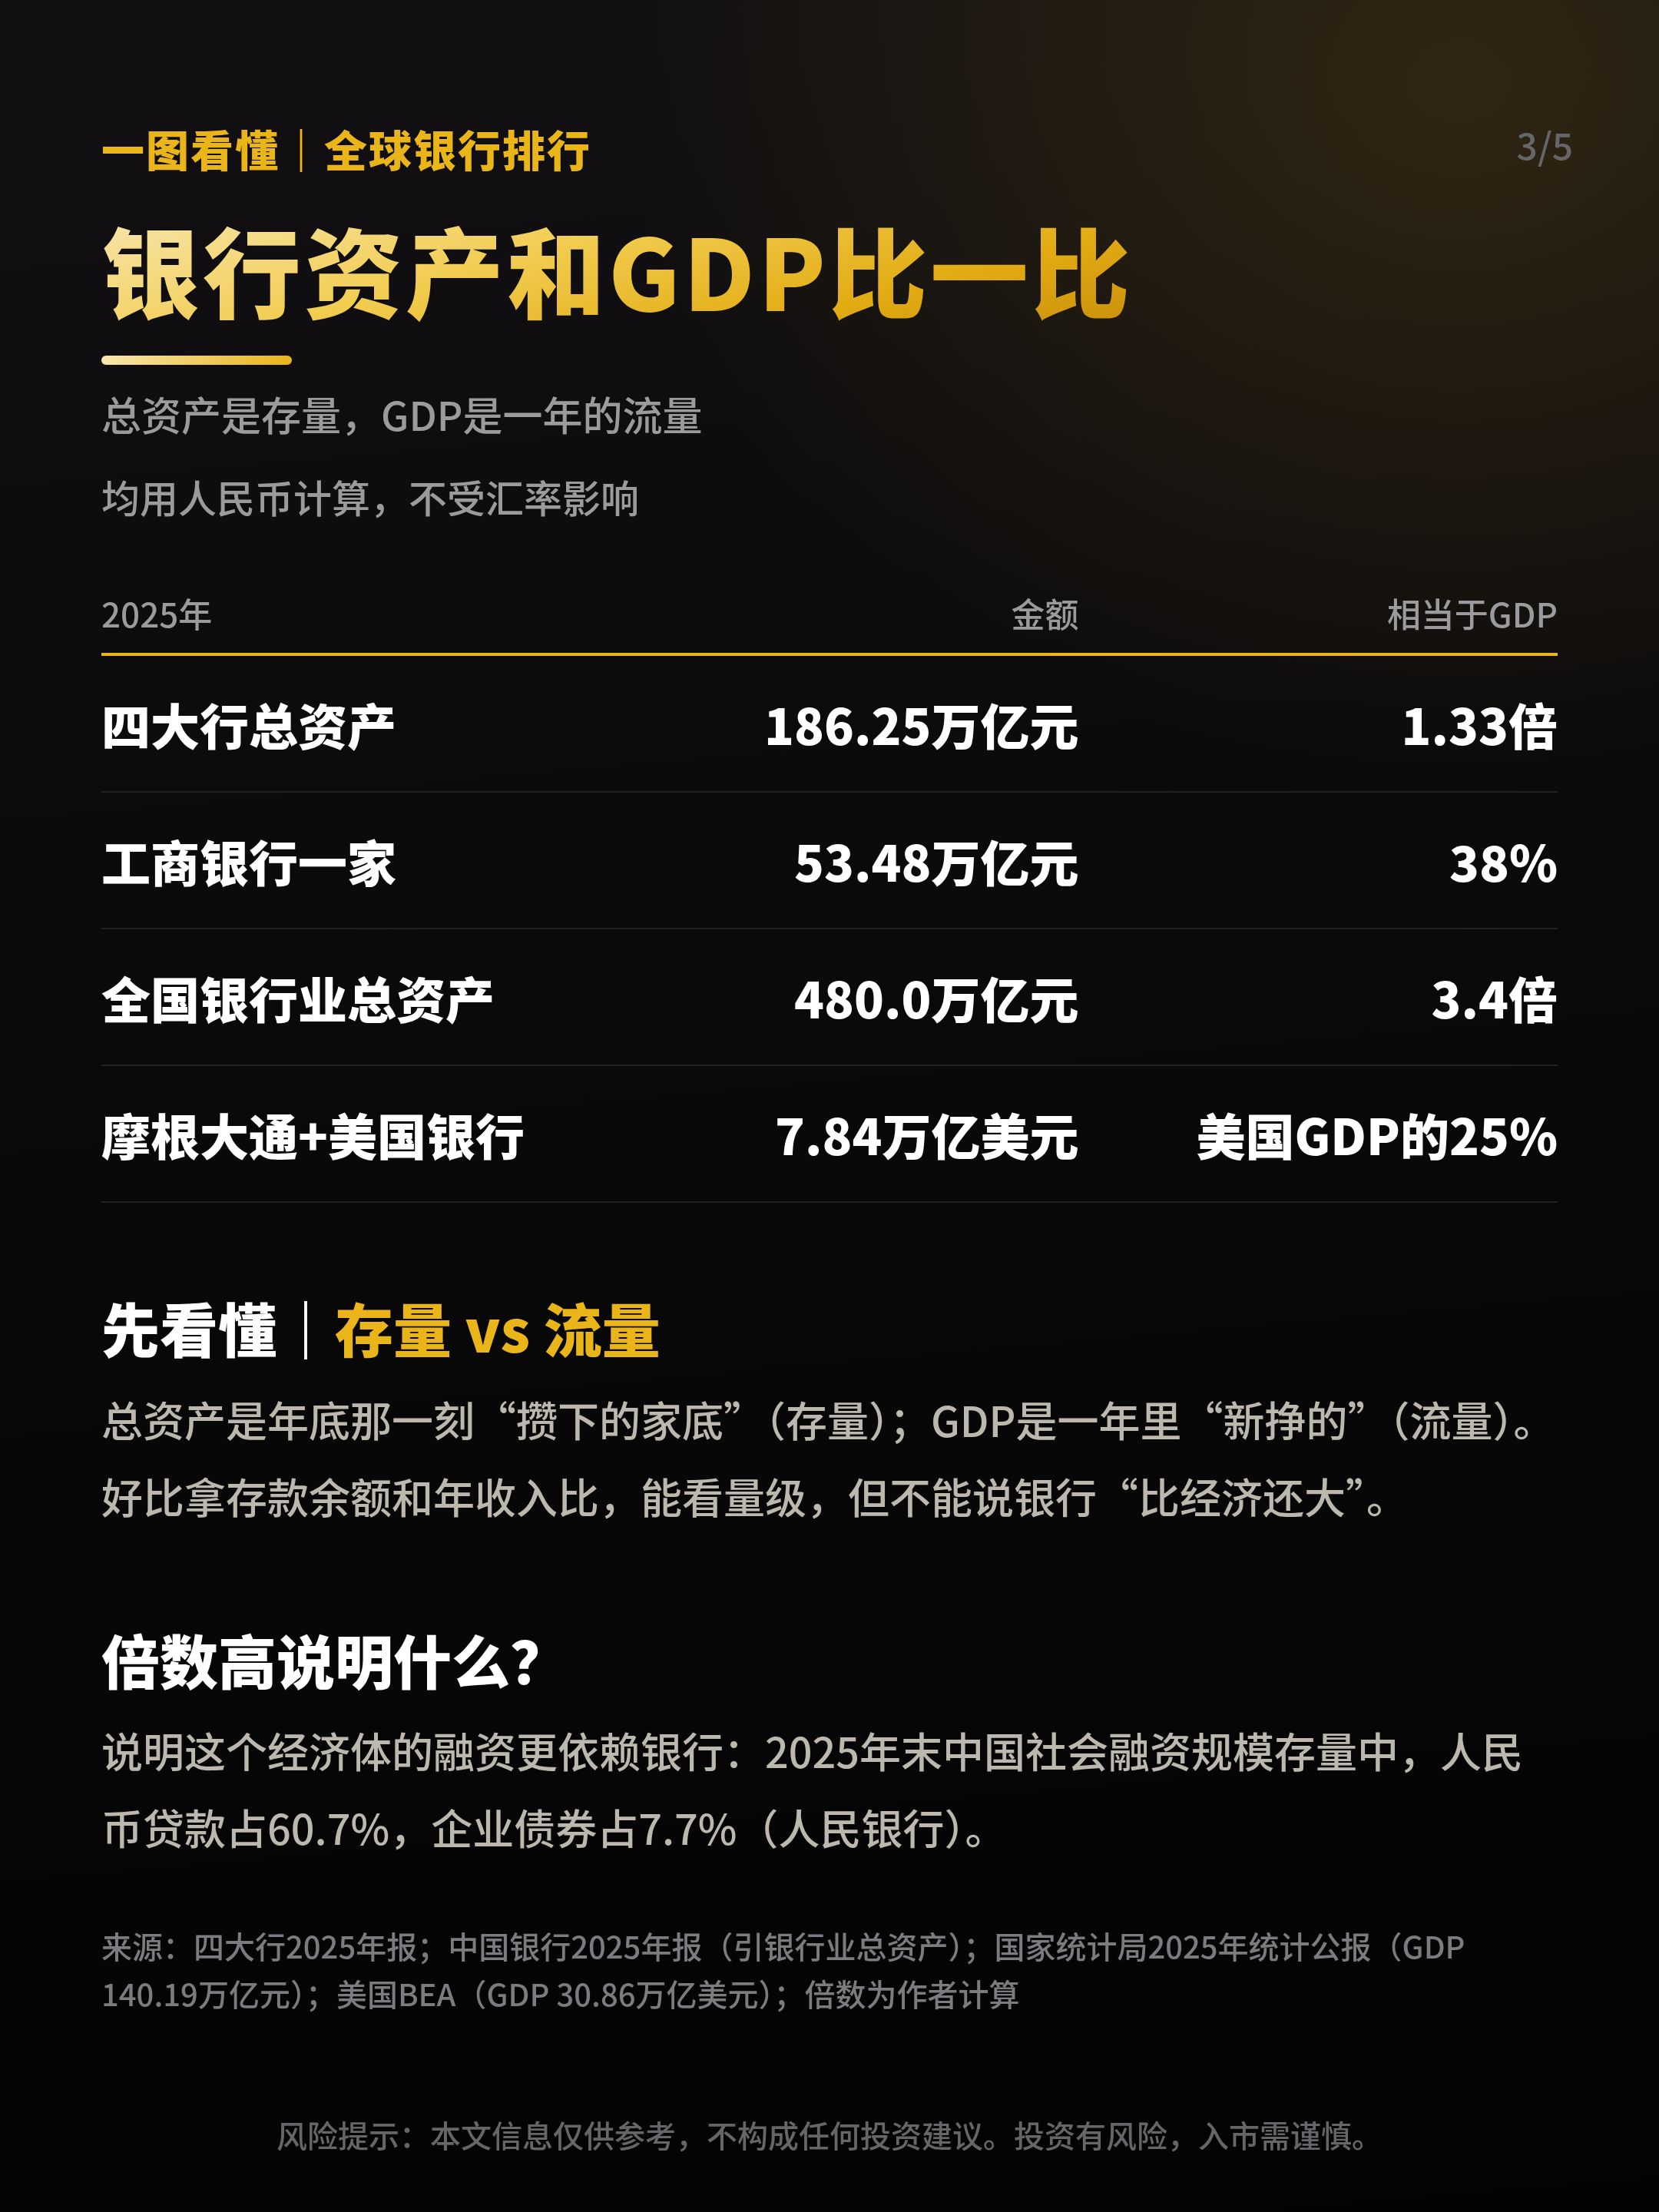 一图看懂｜全球银行排行
3/5
银行资产和GDP比一比
总资产是存量，GDP是一年的流量
均用人民币计算，不受汇率影响
2025年 金额 相当于GDP
四大行总资产 186.25万亿元 1.33倍
工商银行一家 53.48万亿元 38%
全国银行业总资产 480.0万亿元 3.4倍
摩根大通+美国银行 7.84万亿美元 美国GDP的25%
先看懂｜存量 vs 流量
总资产是年底那一刻“攒下的家底”（存量）；GDP是一年里“新挣的”（流量）。
好比拿存款余额和年收入比，能看量级，但不能说银行“比经济还大”。
倍数高说明什么？
说明这个经济体的融资更依赖银行：2025年末中国社会融资规模存量中，人民
币贷款占60.7%，企业债券占7.7%（人民银行）。
来源：四大行2025年报；中国银行2025年报（引银行业总资产）；国家统计局2025年统计公报（GDP
140.19万亿元）；美国BEA（GDP 30.86万亿美元）；倍数为作者计算
风险提示：本文信息仅供参考，不构成任何投资建议。投资有风险，入市需谨慎。